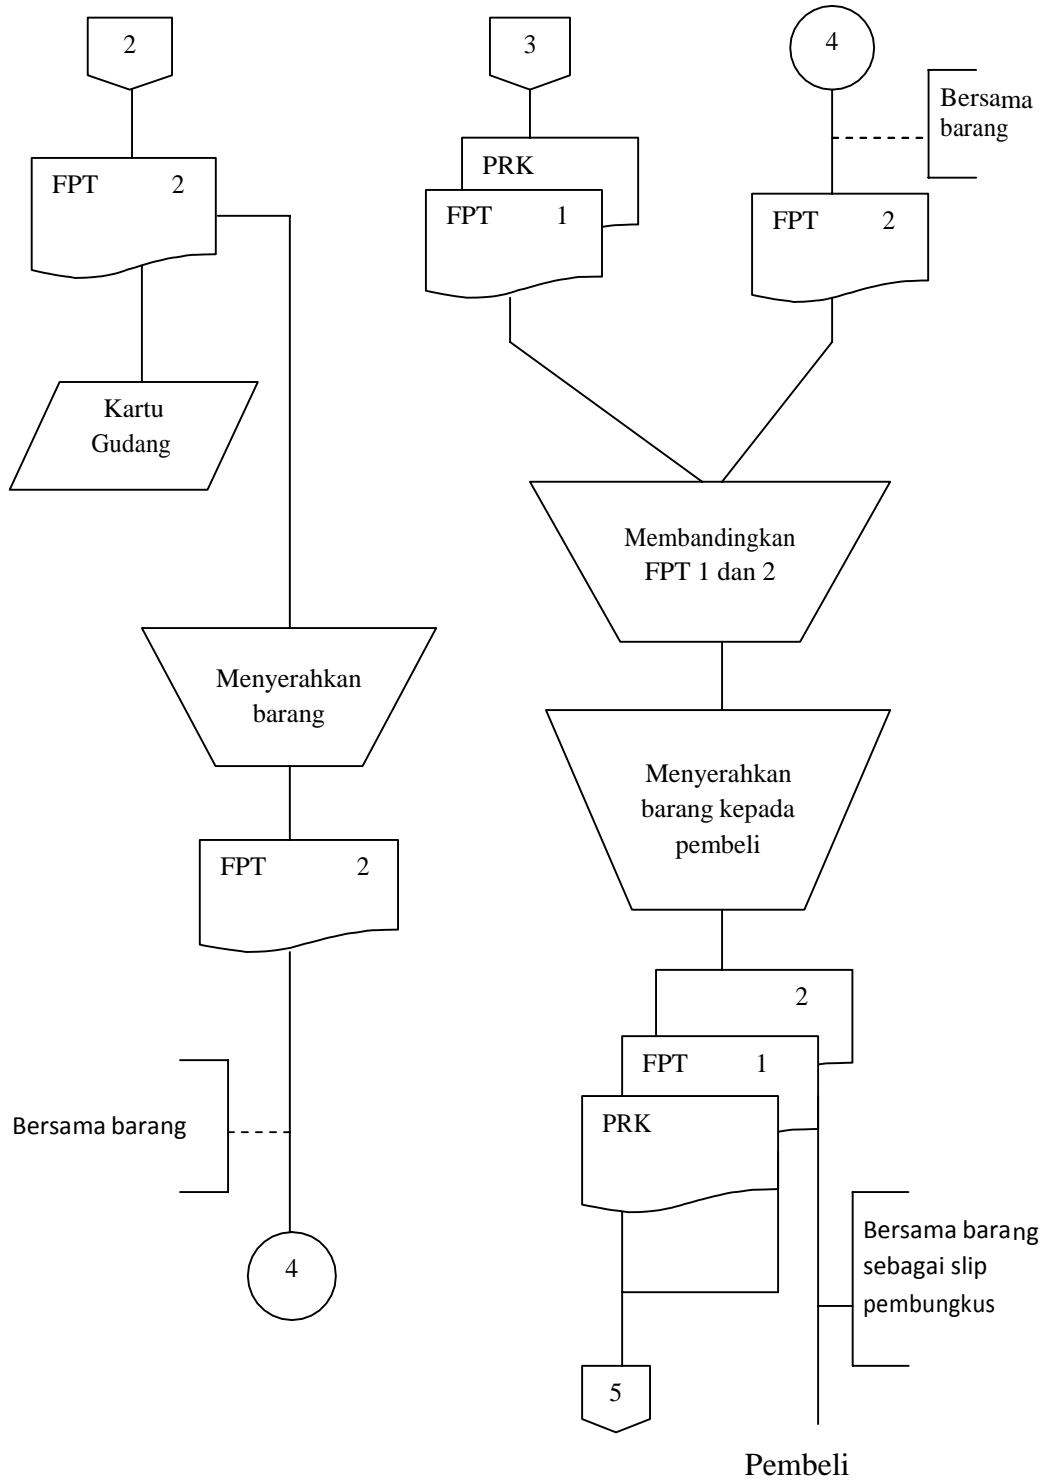 2
FPT 2
Kartu
Gudang
Menyerahkan
barang
FPT 2
Bersama barang
4
3
PRK
FPT 1
4
Bersama
barang
FPT 2
Membandingkan
FPT 1 dan 2
Menyerahkan
barang kepada
pembeli
2
FPT 1
PRK
Bersama barang
sebagai slip
pembungkus
5
Pembeli